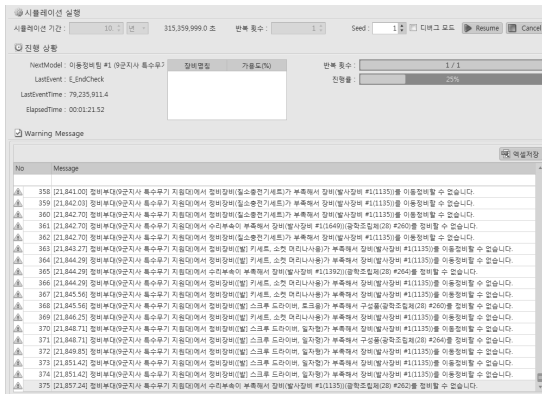 시뮬레이션 실행
시뮬레이션 기간 : 10. 년 315,359,999.0 초 반복 횟수 : 1 Seed : 1 디버그 모드 Resume Cancel
진행 상황
NextModel : 이동정비팀 #1 (9군지사 특수무기 장비명칭 가용도(%) 반복 횟수 : 1 / 1
LastEvent : E_EndCheck 진행률 : 25%
LastEventTime : 79,235,911.4
ElapsedTime : 00:01:21.52
Warning Message
엑셀저장
No Message
358 [21,841.00] 정비부대(9군지사 특수무기 지원대)에서 정비장비(질소충전기세트)가 부족해서 장비(발사장비 #1(1135))를 이동정비할 수 없습니다.
359 [21,842.03] 정비부대(9군지사 특수무기 지원대)에서 정비장비(질소충전기세트)가 부족해서 장비(발사장비 #1(1135))를 이동정비할 수 없습니다.
360 [21,842.70] 정비부대(9군지사 특수무기 지원대)에서 정비장비(질소충전기세트)가 부족해서 장비(발사장비 #1(1135))를 이동정비할 수 없습니다.
361 [21,842.70] 정비부대(9군지사 특수무기 지원대)에서 수리부속이 부족해서 장비(발사장비 #1(1649))(광학조립체(28) #260)를 정비할 수 없습니다.
362 [21,842.70] 정비부대(9군지사 특수무기 지원대)에서 정비장비(질소충전기세트)가 부족해서 장비(발사장비 #1(1135))를 이동정비할 수 없습니다.
363 [21,843.27] 정비부대(9군지사 특수무기 지원대)에서 정비장비([발] 키세트, 소켓 머리나사용)가 부족해서 장비(발사장비 #1(1135))를 이동정비할 수 없습니다.
364 [21,844.29] 정비부대(9군지사 특수무기 지원대)에서 정비장비([발] 키세트, 소켓 머리나사용)가 부족해서 장비(발사장비 #1(1135))를 이동정비할 수 없습니다.
365 [21,844.29] 정비부대(9군지사 특수무기 지원대)에서 수리부속이 부족해서 장비(발사장비 #1(1392))(광학조립체(28) #264)를 정비할 수 없습니다.
366 [21,844.29] 정비부대(9군지사 특수무기 지원대)에서 정비장비([발] 키세트, 소켓 머리나사용)가 부족해서 장비(발사장비 #1(1135))를 이동정비할 수 없습니다.
367 [21,845.56] 정비부대(9군지사 특수무기 지원대)에서 정비장비([발] 키세트, 소켓 머리나사용)가 부족해서 장비(발사장비 #1(1135))를 이동정비할 수 없습니다.
368 [21,845.56] 정비부대(9군지사 특수무기 지원대)에서 정비장비([발] 스크루 드라이버, 토크용)가 부족해서 구성품(광학조립체(28) #260)를 정비할 수 없습니다.
369 [21,846.25] 정비부대(9군지사 특수무기 지원대)에서 정비장비([발] 키세트, 소켓 머리나사용)가 부족해서 장비(발사장비 #1(1135))를 이동정비할 수 없습니다.
370 [21,848.71] 정비부대(9군지사 특수무기 지원대)에서 정비장비([발] 스크루 드라이버, 일자형)가 부족해서 장비(발사장비 #1(1135))를 이동정비할 수 없습니다.
371 [21,848.71] 정비부대(9군지사 특수무기 지원대)에서 정비장비([발] 스크루 드라이버, 일자형)가 부족해서 구성품(광학조립체(28) #264)를 정비할 수 없습니다.
372 [21,849.85] 정비부대(9군지사 특수무기 지원대)에서 정비장비([발] 스크루 드라이버, 일자형)가 부족해서 장비(발사장비 #1(1135))를 이동정비할 수 없습니다.
373 [21,851.42] 정비부대(9군지사 특수무기 지원대)에서 정비장비([발] 스크루 드라이버, 일자형)가 부족해서 장비(발사장비 #1(1135))를 이동정비할 수 없습니다.
374 [21,851.42] 정비부대(9군지사 특수무기 지원대)에서 정비장비([발] 스크루 드라이버, 일자형)가 부족해서 장비(발사장비 #1(1135))를 이동정비할 수 없습니다.
375 [21,857.24] 정비부대(9군지사 특수무기 지원대)에서 수리부속이 부족해서 장비(발사장비 #1(1135))(광학조립체(28) #262)를 정비할 수 없습니다.